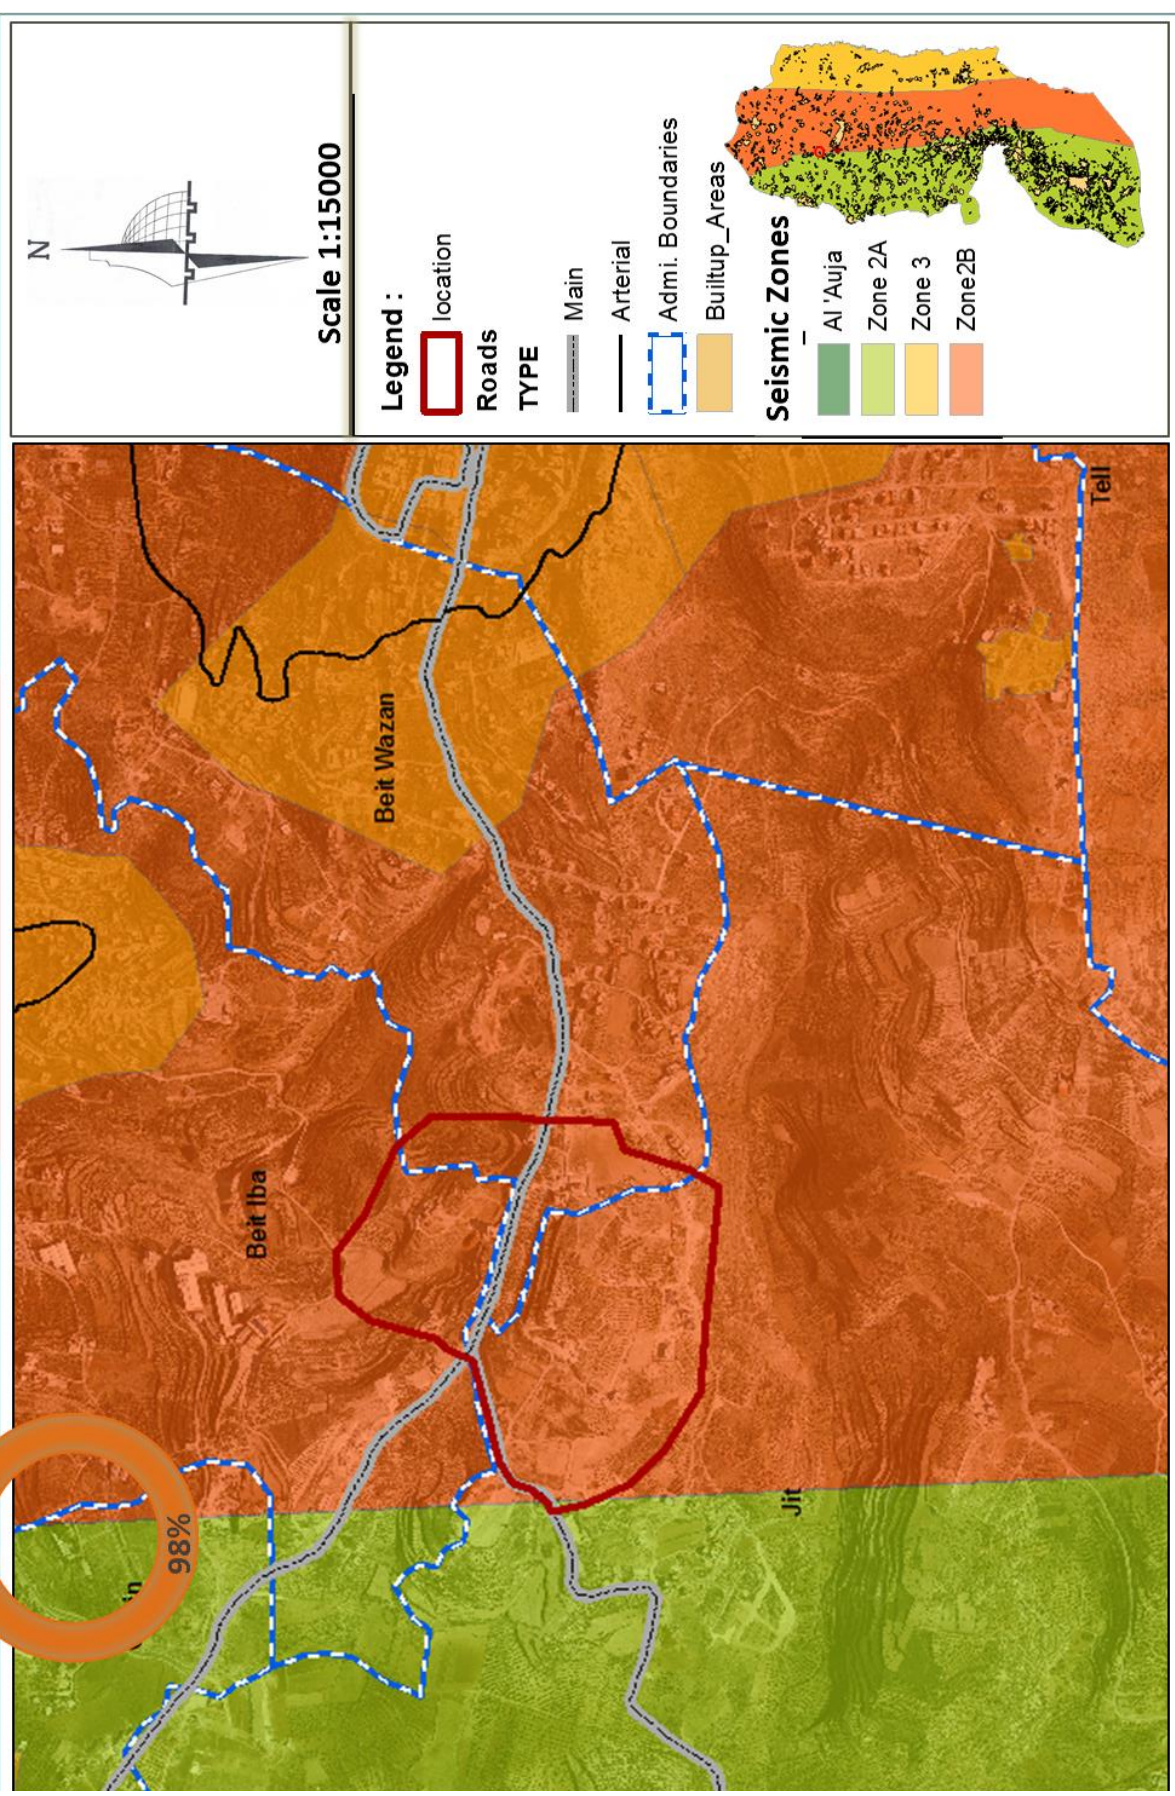 N
Scale 1:15000
Legend :
location
Roads
TYPE
Main
Arterial
Admi. Boundaries
Builtup_Areas
Seismic Zones
Al 'Auja
Zone 2A
Zone 3
Zone2B
Tell
Beit Wazan
Beit Iba
Jit
98%
in